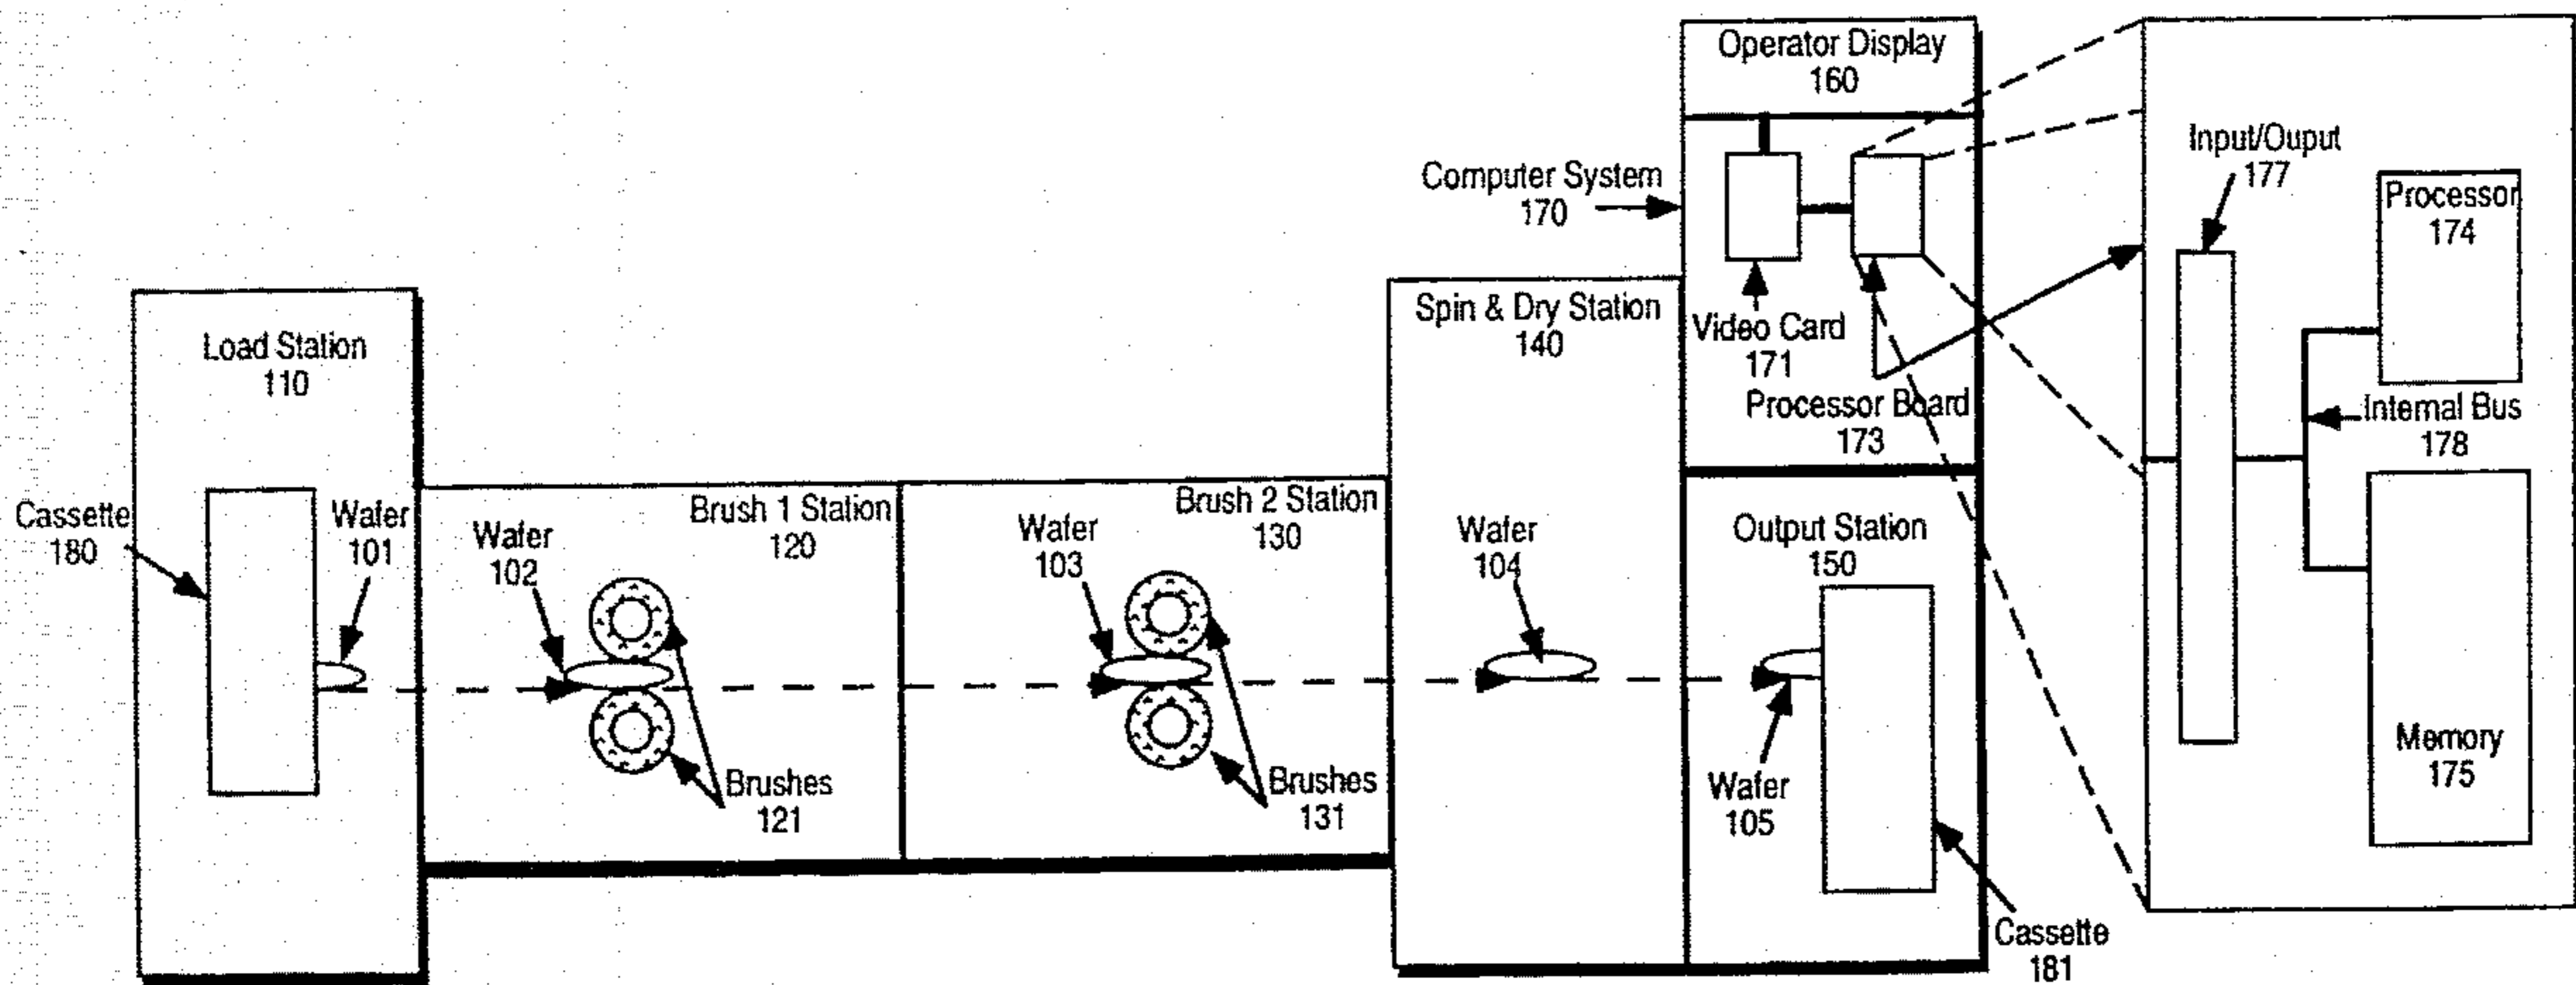 Operator Display
160
Input/Ouput
177
Processor
174
Computer System
170
Load Station
110
Spin & Dry Station
140
Video Card
171
Processor Board
173
Internal Bus
178
Cassette
180
Wafer
101
Wafer
102
Brush 1 Station
120
Wafer
103
Brush 2 Station
130
Wafer
104
Output Station
150
Memory
175
Brushes
121
Brushes
131
Wafer
105
Cassette
181